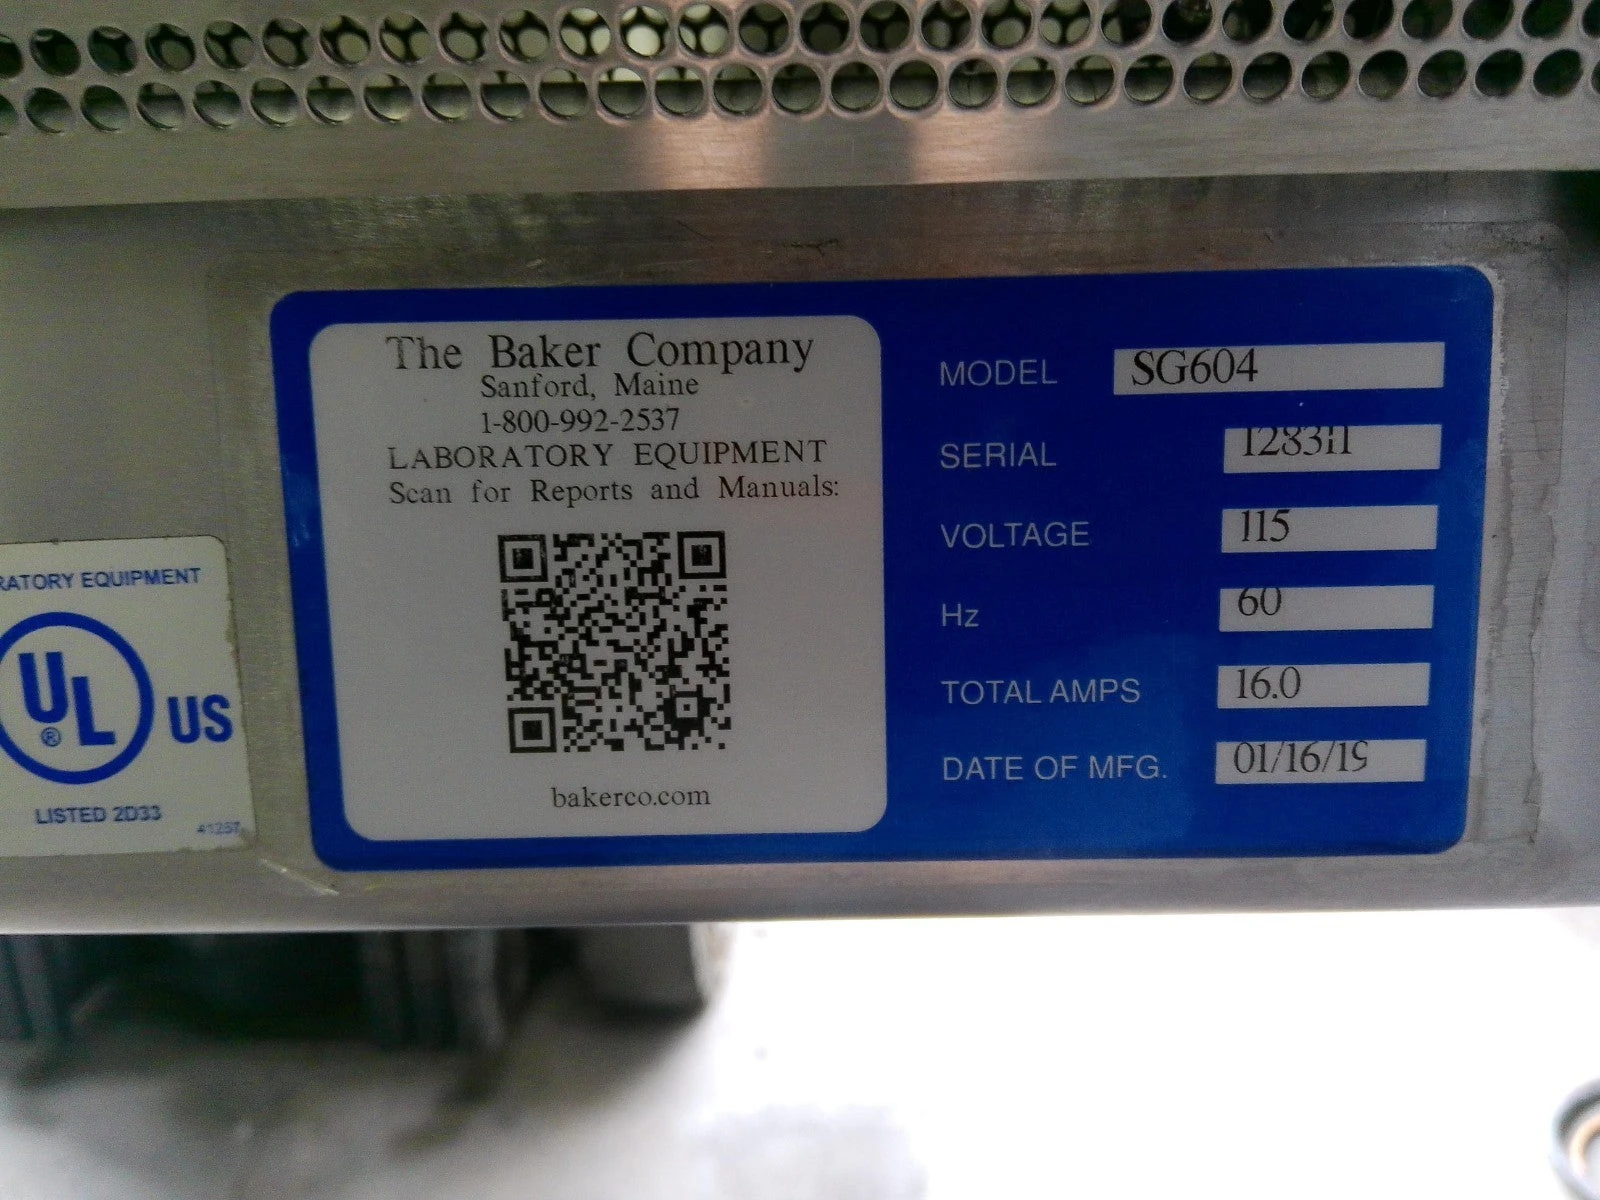 The Baker Company
Sanford, Maine
1-800-992-2537
LABORATORY EQUIPMENT
Scan for Reports and Manuals:
bakerco.com
MODEL SG604
SERIAL
VOLTAGE 115
Hz 60
TOTAL AMPS 16.0
DATE OF MFG. 01/16/19
RATORY EQUIPMENT
UL ® US
LISTED 2D33
41257